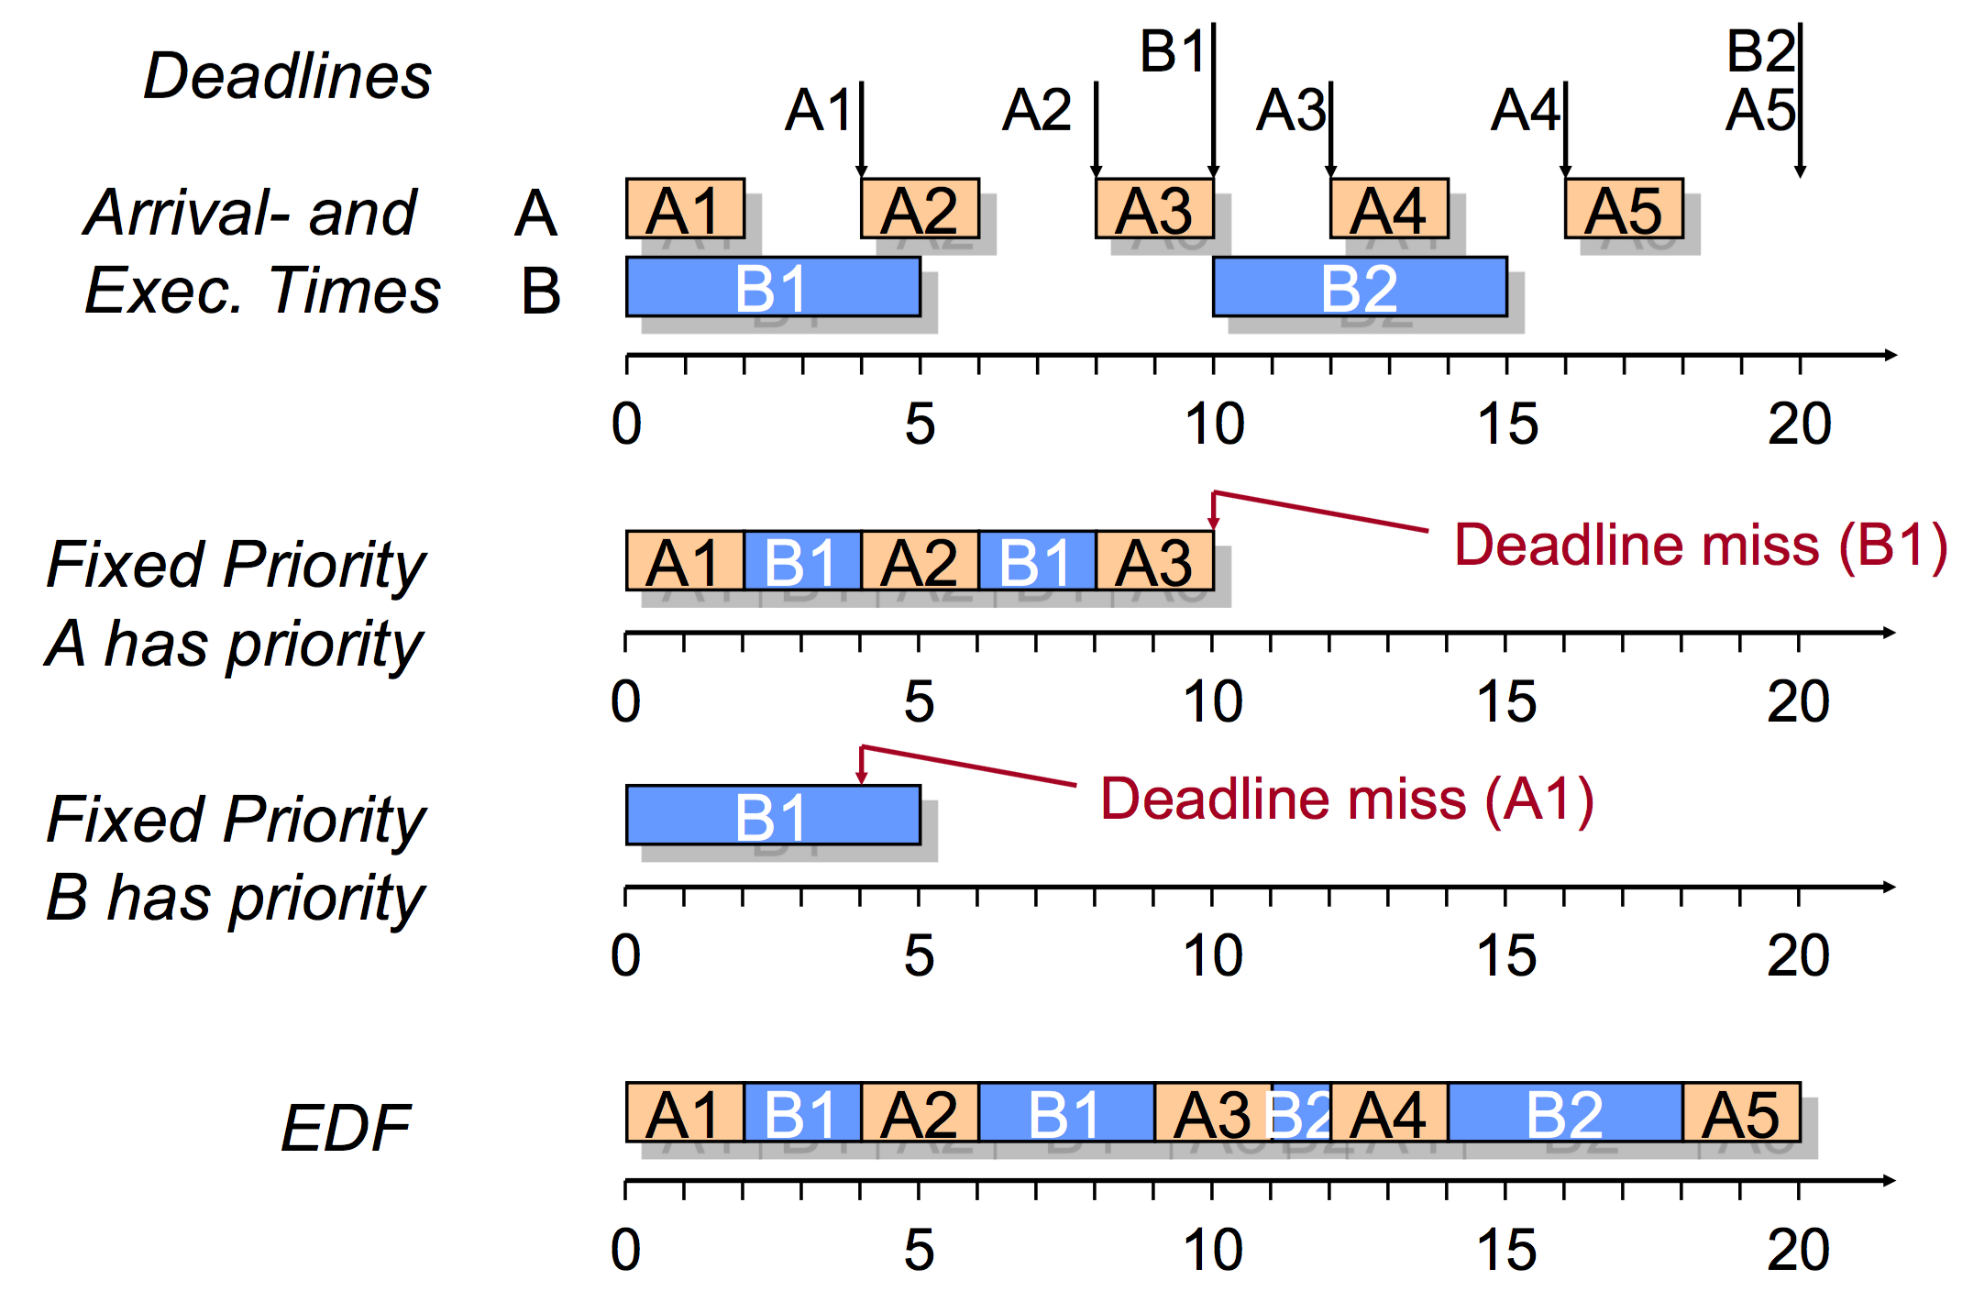 Deadlines
B1
B2
A1
A2
A3
A4
A5
Arrival- and
A
A1
A2
A3
A4
A5
Exec. Times
B
B1
B2
0 5 10 15 20
Fixed Priority
A1 B1 A2 B1 A3
Deadline miss (B1)
A has priority
0 5 10 15 20
Fixed Priority
B1
Deadline miss (A1)
B has priority
0 5 10 15 20
EDF
A1 B1 A2 B1 A3 B2 A4 B2 A5
0 5 10 15 20